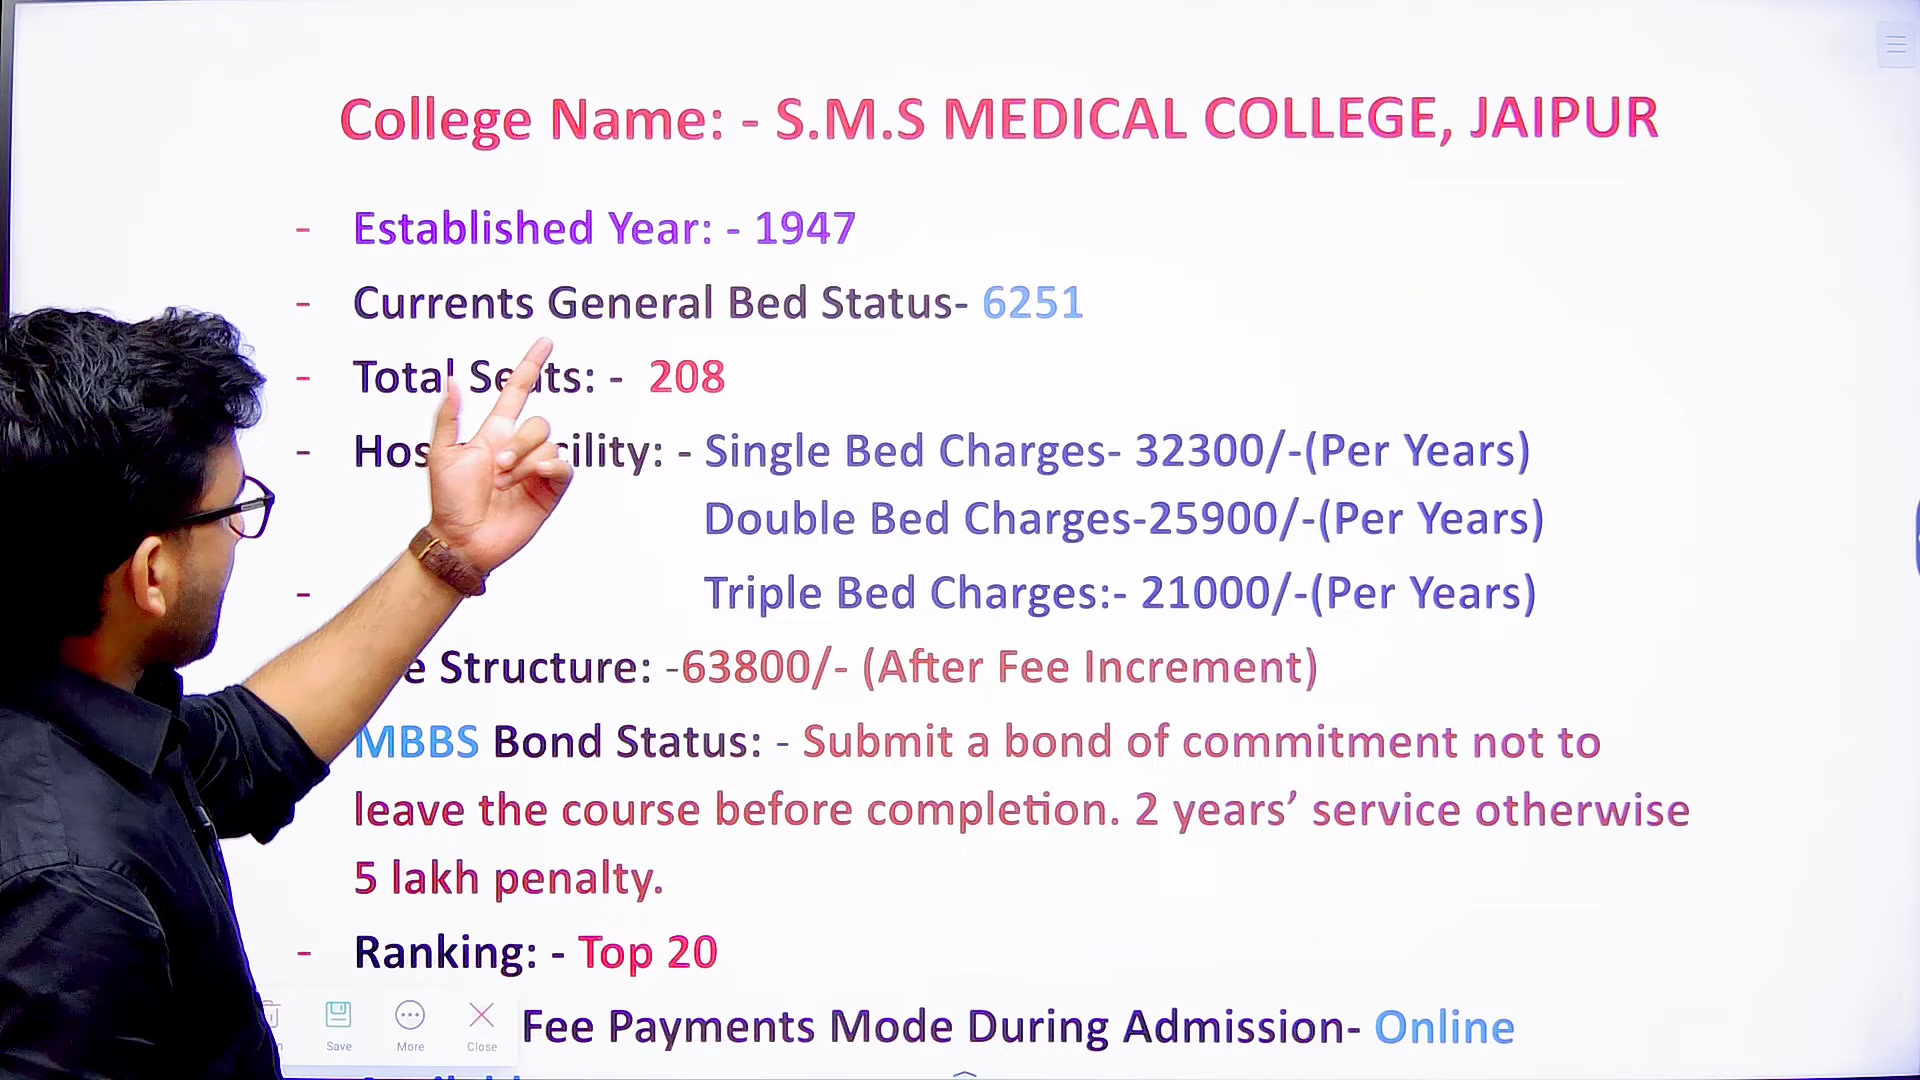 College Name: - S.M.S MEDICAL COLLEGE, JAIPUR
- Established Year: - 1947
- Currents General Bed Status- 6251
- Total Seats: - 208
- Single Bed Charges- 32300/-(Per Years)
Double Bed Charges-25900/-(Per Years)
- Triple Bed Charges:- 21000/-(Per Years)
Structure: -63800/- (After Fee Increment)
MBBS Bond Status: - Submit a bond of commitment not to
leave the course before completion. 2 years’ service otherwise
5 lakh penalty.
- Ranking: - Top 20
Fee Payments Mode During Admission- Online
Save More Close